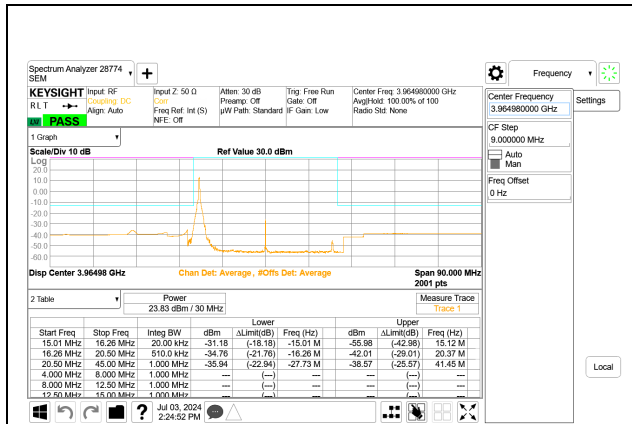 Spectrum Analyzer 28774
SEM
Frequency
KEYSIGHT
RLT
PASS
Input: RF
Coupling: DC
Align: Auto
Input Z: 50 Ω
Corr
Freq Ref: Int (S)
NFE: Off
Atten: 30 dB
Preamp: Off
µW Path: Standard
Trig: Free Run
Gate: Off
IF Gain: Low
Center Freq: 3.964980000 GHz
Avg|Hold: 100.00% of 100
Radio Std: None
Center Frequency
3.964980000 GHz
Settings
CF Step
9.000000 MHz
Auto
Man
Freq Offset
0 Hz
Local
1 Graph
Scale/Div 10 dB
Ref Value 30.0 dBm
Log
20.0
10.0
0.00
-10.0
-20.0
-30.0
-40.0
-50.0
-60.0
Disp Center 3.96498 GHz
Chan Det: Average, #Offs Det: Average
Span 90.000 MHz
2001 pts
2 Table
Power
23.83 dBm / 30 MHz
Measure Trace
Trace 1
Lower Upper
Start Freq Stop Freq Integ BW dBm ΔLimit(dB) Freq (Hz) dBm ΔLimit(dB) Freq (Hz)
15.01 MHz 16.26 MHz 20.00 kHz -31.18 (-18.18) -15.01 M -55.98 (-42.98) 15.12 M
16.26 MHz 20.50 MHz 510.0 kHz -34.76 (-21.76) -16.26 M -42.01 (-29.01) 20.37 M
20.50 MHz 45.00 MHz 1.000 MHz -35.94 (-22.94) -27.73 M -38.57 (-25.57) 41.45 M
4.000 MHz 8.000 MHz 1.000 MHz --- (---) --- --- (---) ---
8.000 MHz 12.50 MHz 1.000 MHz --- (---) --- --- (---) ---
12.50 MHz 15.00 MHz 1.000 MHz --- (---) --- --- (---) ---
Jul 03, 2024
2:24:52 PM